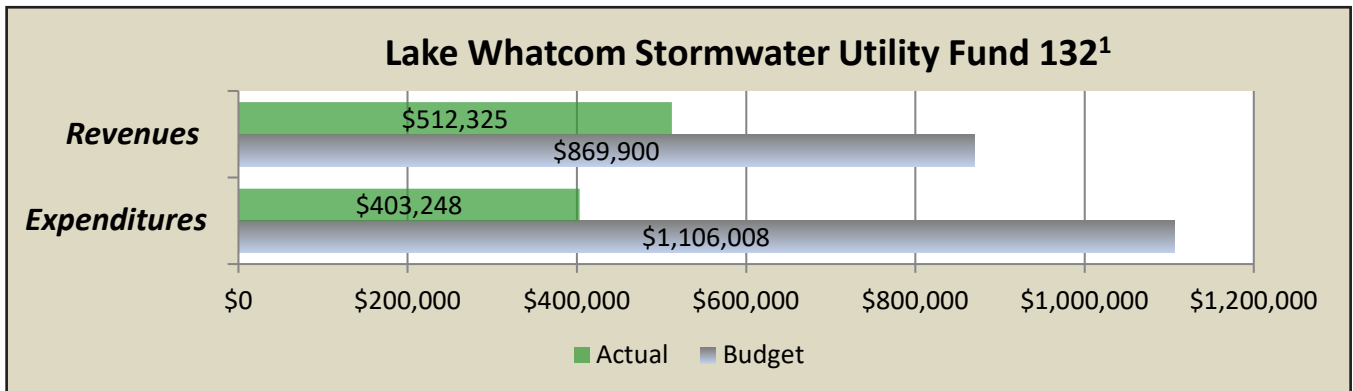 Lake Whatcom Stormwater Utility Fund 132¹
Revenues
$512,325
$869,900
Expenditures
$403,248
$1,106,008
$0 $200,000 $400,000 $600,000 $800,000 $1,000,000 $1,200,000
Actual Budget